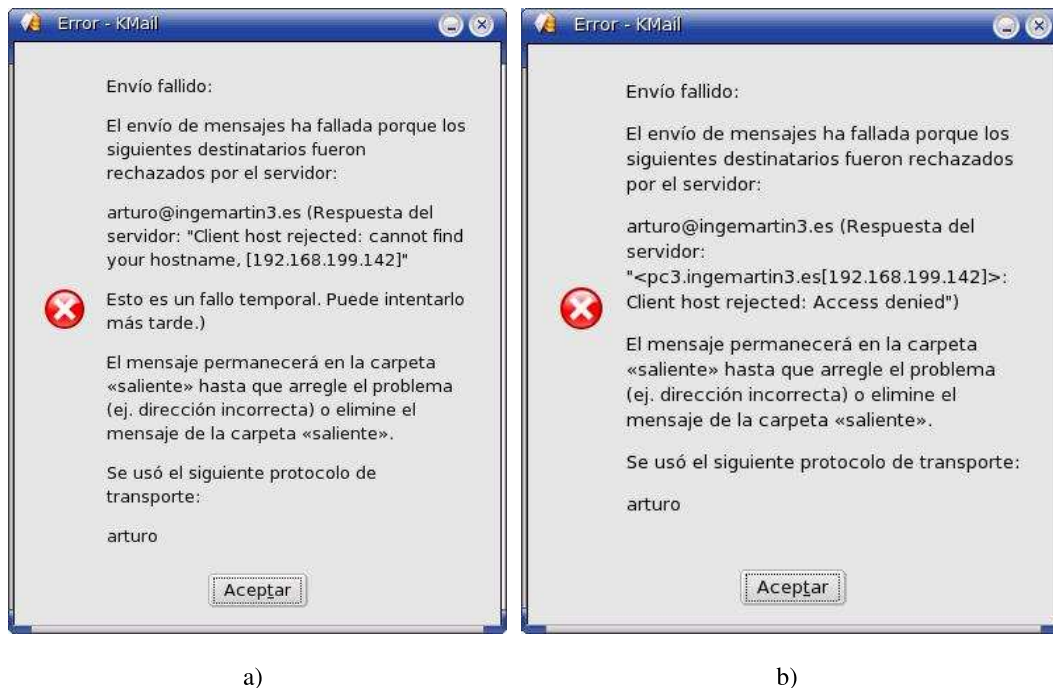 Error - KMail
Envío fallido:
El envío de mensajes ha fallada porque los
siguientes destinatarios fueron
rechazados por el servidor:
arturo@ingemartin3.es (Respuesta del
servidor: "Client host rejected: cannot find
your hostname, [192.168.199.142]"
Esto es un fallo temporal. Puede intentarlo
más tarde.)
El mensaje permanecerá en la carpeta
«saliente» hasta que arregle el problema
(ej. dirección incorrecta) o elimine el
mensaje de la carpeta «saliente».
Se usó el siguiente protocolo de
transporte:
arturo
Aceptar
a)
Error - KMail
Envío fallido:
El envío de mensajes ha fallada porque los
siguientes destinatarios fueron rechazados
por el servidor:
arturo@ingemartin3.es (Respuesta del
servidor:
"<pc3.ingemartin3.es[192.168.199.142]>:
Client host rejected: Access denied")
El mensaje permanecerá en la carpeta
«saliente» hasta que arregle el problema
(ej. dirección incorrecta) o elimine el
mensaje de la carpeta «saliente».
Se usó el siguiente protocolo de transporte:
arturo
Aceptar
b)